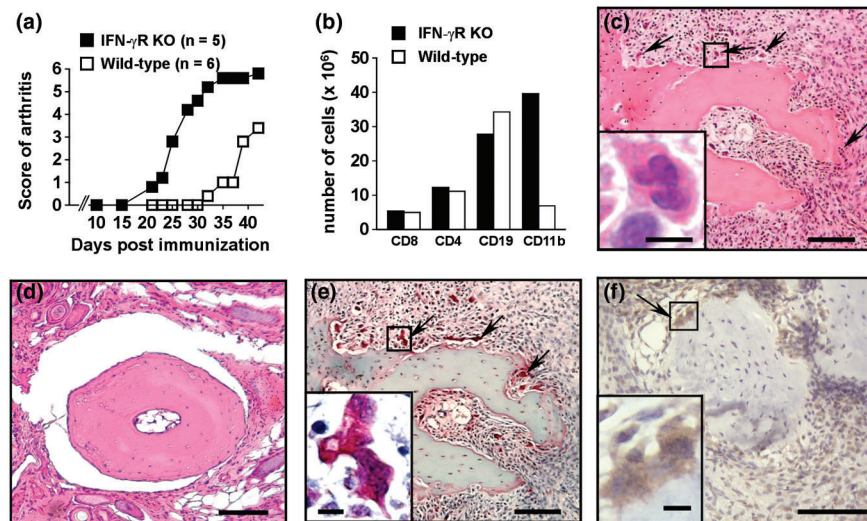 (a)
IFN-γR KO (n = 5)
Wild-type (n = 6)
Score of arthritis
6
5
4
3
2
1
0
10 15 20 25 30 35 40
Days post immunization
(b)
IFN-γR KO
Wild-type
number of cells (x 10⁶)
50
40
30
20
10
0
CD8 CD4 CD19 CD11b
(c)
(d)
(e)
(f)